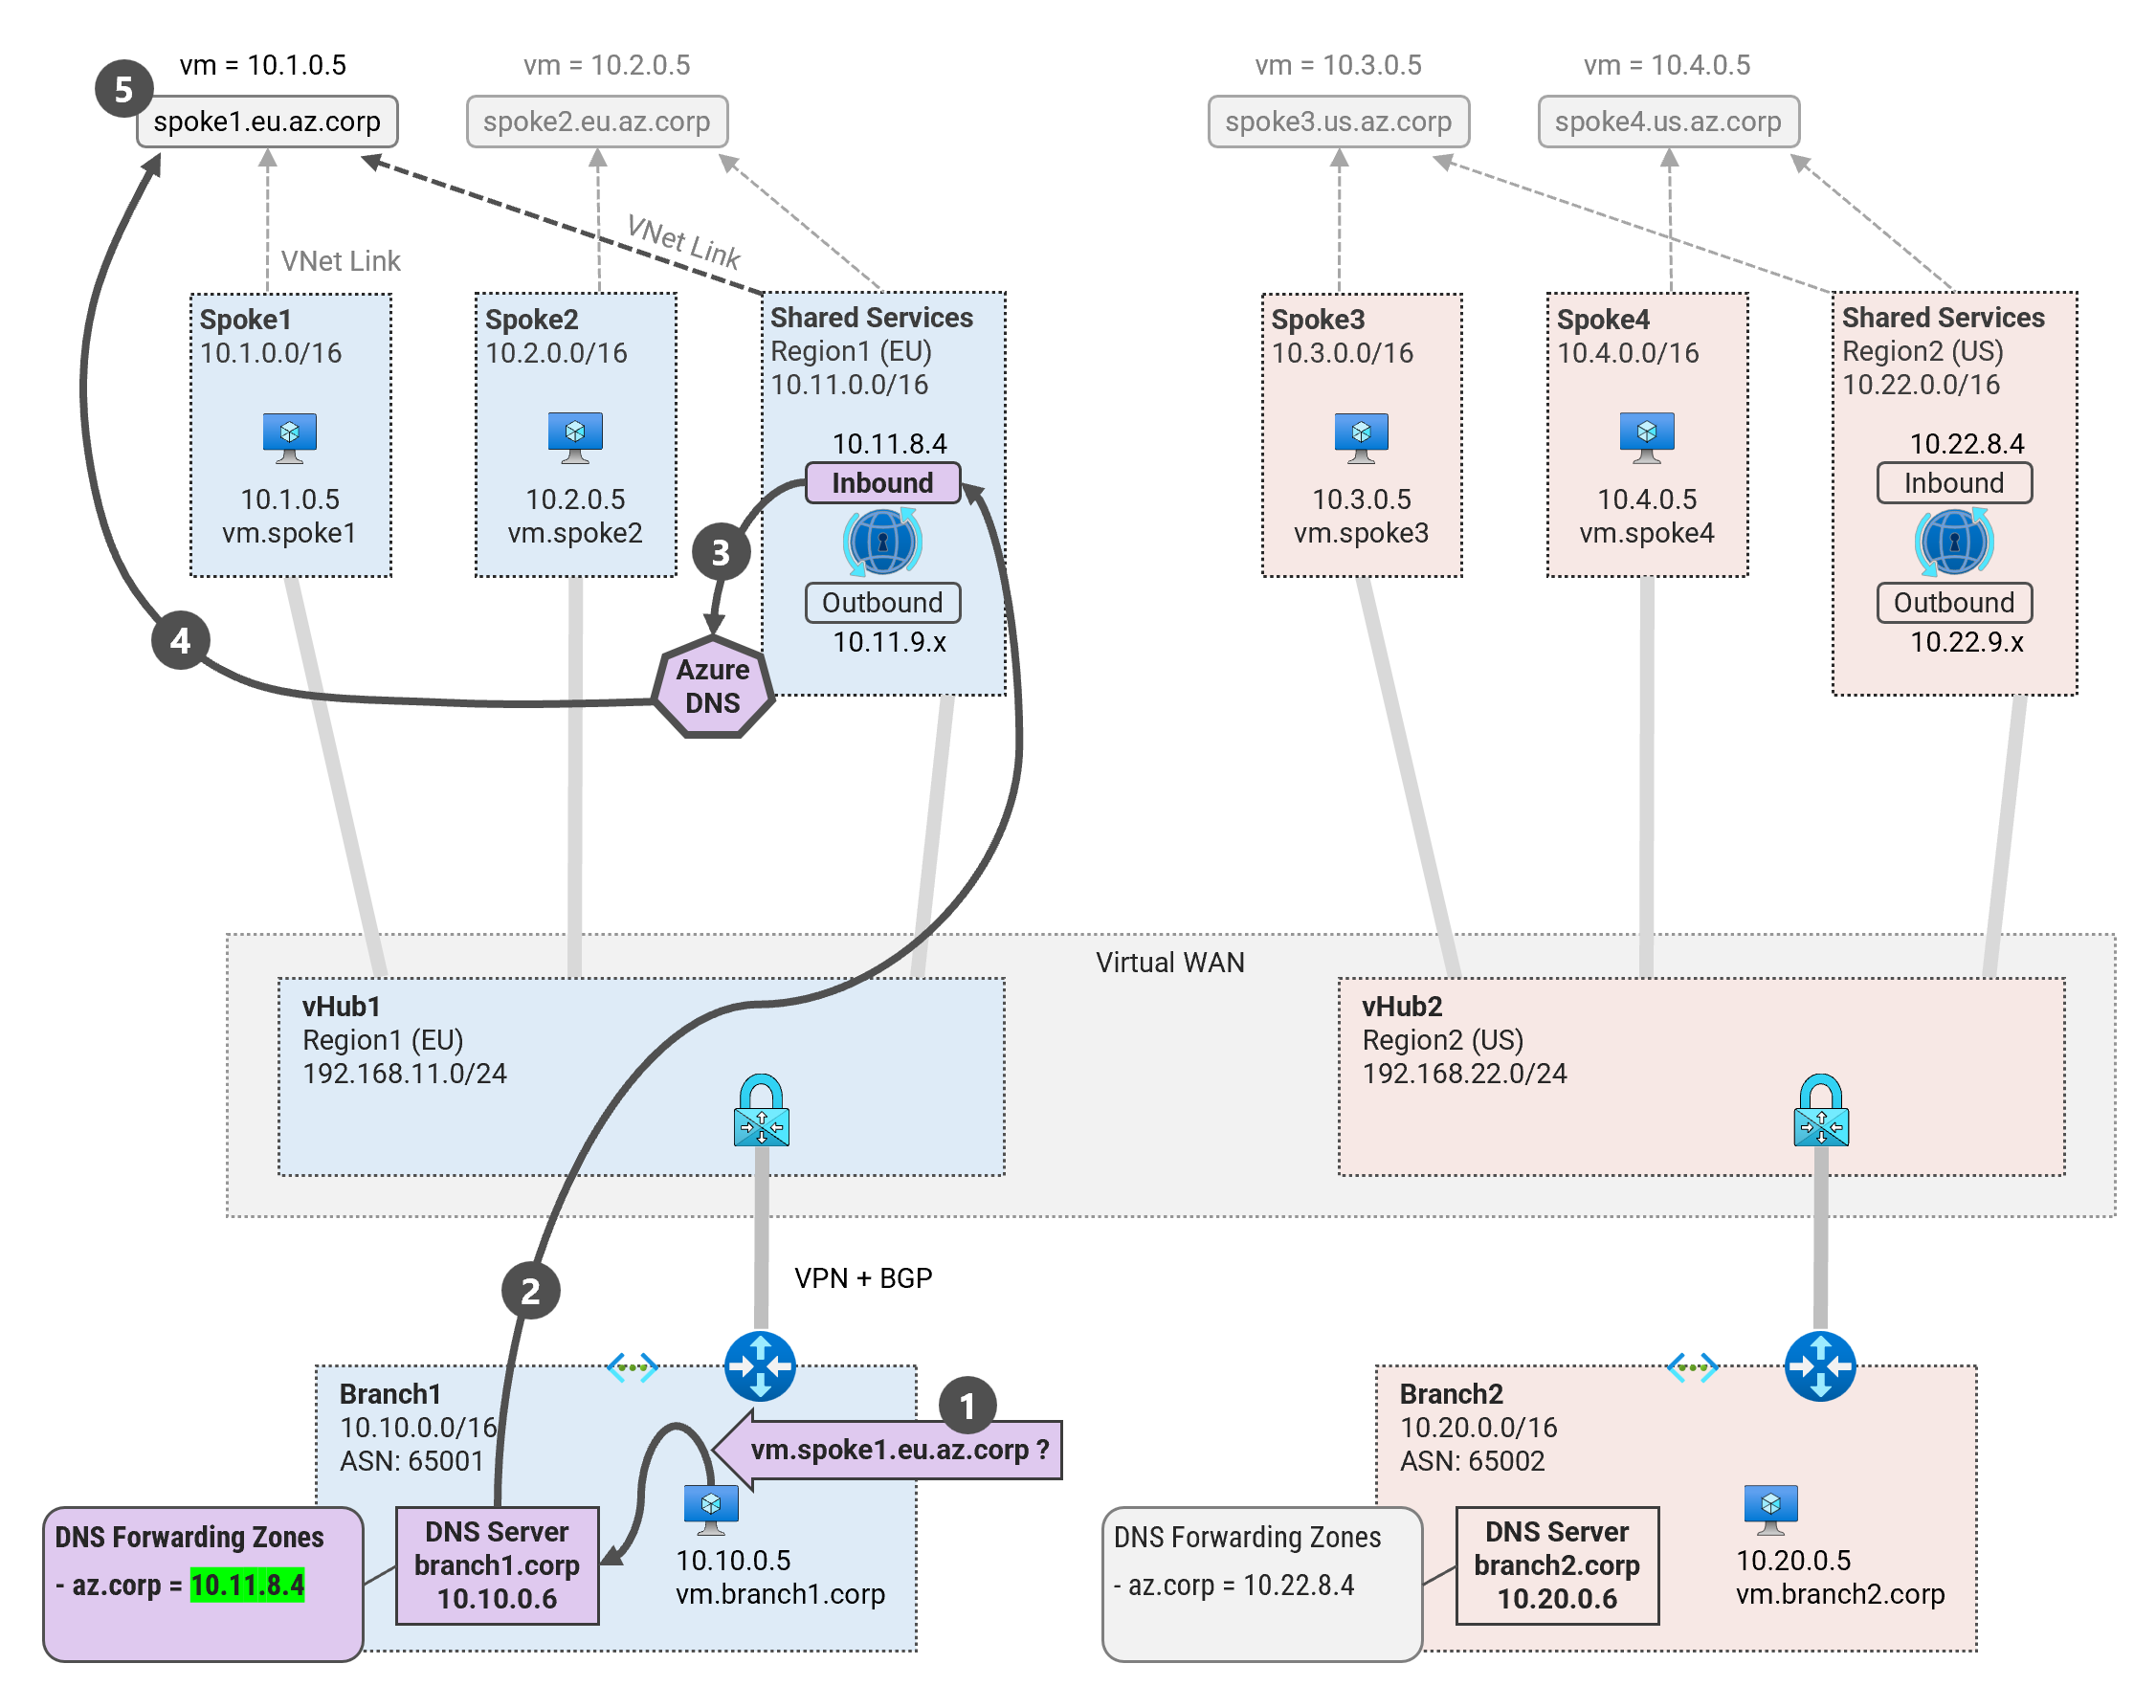 vm = 10.1.0.5
vm = 10.2.0.5
vm = 10.3.0.5
vm = 10.4.0.5
5
spoke1.eu.az.corp
spoke2.eu.az.corp
spoke3.us.az.corp
spoke4.us.az.corp
VNet Link
VNet Link
Spoke1
10.1.0.0/16
10.1.0.5
vm.spoke1
Spoke2
10.2.0.0/16
10.2.0.5
vm.spoke2
Shared Services
Region1 (EU)
10.11.0.0/16
10.11.8.4
Inbound
Outbound
10.11.9.x
3
Azure
DNS
4
Spoke3
10.3.0.0/16
10.3.0.5
vm.spoke3
Spoke4
10.4.0.0/16
10.4.0.5
vm.spoke4
Shared Services
Region2 (US)
10.22.0.0/16
10.22.8.4
Inbound
Outbound
10.22.9.x
Virtual WAN
vHub1
Region1 (EU)
192.168.11.0/24
vHub2
Region2 (US)
192.168.22.0/24
2
VPN + BGP
Branch1
10.10.0.0/16
ASN: 65001
1
vm.spoke1.eu.az.corp ?
DNS Forwarding Zones
- az.corp = 10.11.8.4
DNS Server
branch1.corp
10.10.0.6
10.10.0.5
vm.branch1.corp
Branch2
10.20.0.0/16
ASN: 65002
DNS Forwarding Zones
- az.corp = 10.22.8.4
DNS Server
branch2.corp
10.20.0.6
10.20.0.5
vm.branch2.corp